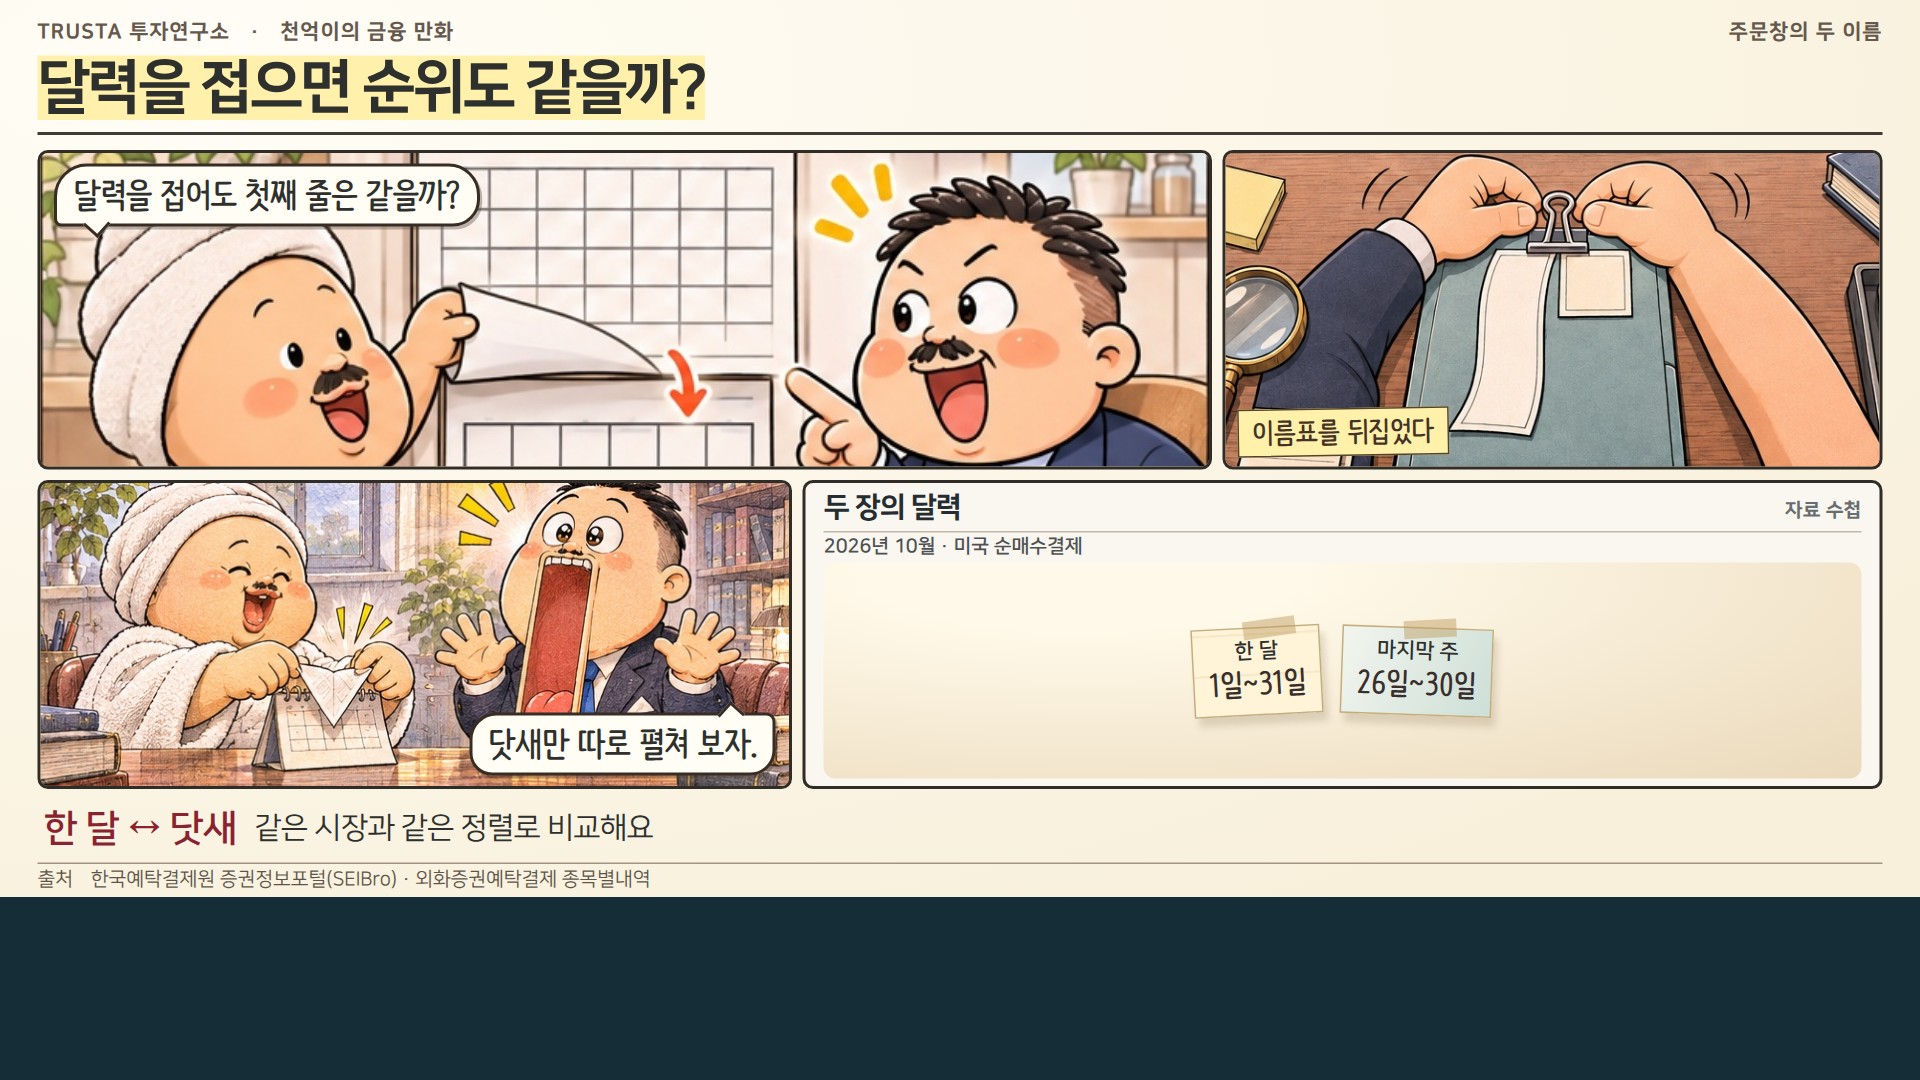 TRUSTA 투자연구소 · 천억이의 금융 만화
주문창의 두 이름
달력을 접으면 순위도 같을까?
달력을 접어도 첫째 줄은 같을까?
이름표를 뒤집었다
닷새만 따로 펼쳐 보자.
두 장의 달력
자료 수첩
2026년 10월 · 미국 순매수결제
한 달
1일~31일
마지막 주
26일~30일
한 달 ↔ 닷새 같은 시장과 같은 정렬로 비교해요
출처 한국예탁결제원 증권정보포털(SEIBro) · 외화증권예탁결제 종목별내역